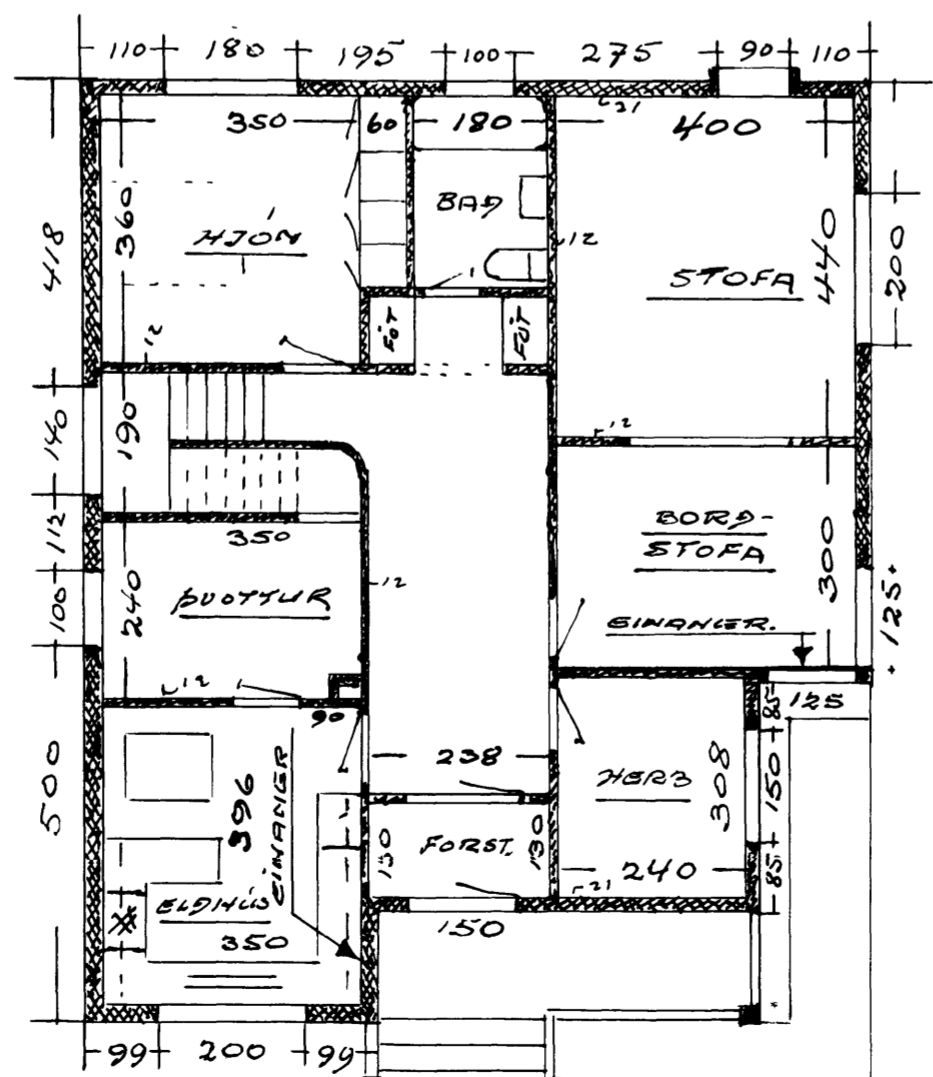 110 180 195 100 275 90 110
350 60 180 21 400
418 360 HJÓN BAÐ 12 STOFA 440 200
12 FÖT FÖT
140 190 12
112 350 BORÐ-
STOFA 300
100 240 ÞVOTTUR 12 EINANGR. 125
12 90 125
500 396 EINANGR 238 HERB 308 85 150
130 FORST. 130 240 85
ELDHÚS 21
350 150
99 200 99